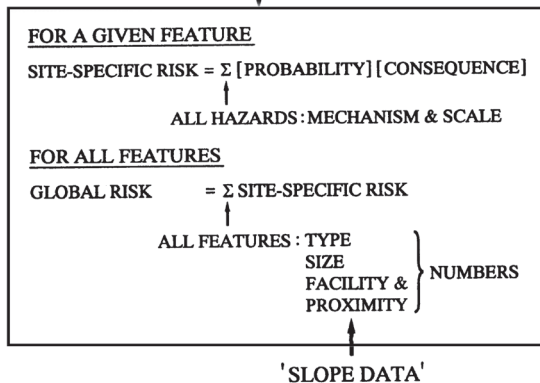 FOR A GIVEN FEATURE
SITE-SPECIFIC RISK = Σ [PROBABILITY] [CONSEQUENCE]
ALL HAZARDS : MECHANISM & SCALE
FOR ALL FEATURES
GLOBAL RISK = Σ SITE-SPECIFIC RISK
ALL FEATURES : TYPE
SIZE
FACILITY &
PROXIMITY
NUMBERS
'SLOPE DATA'